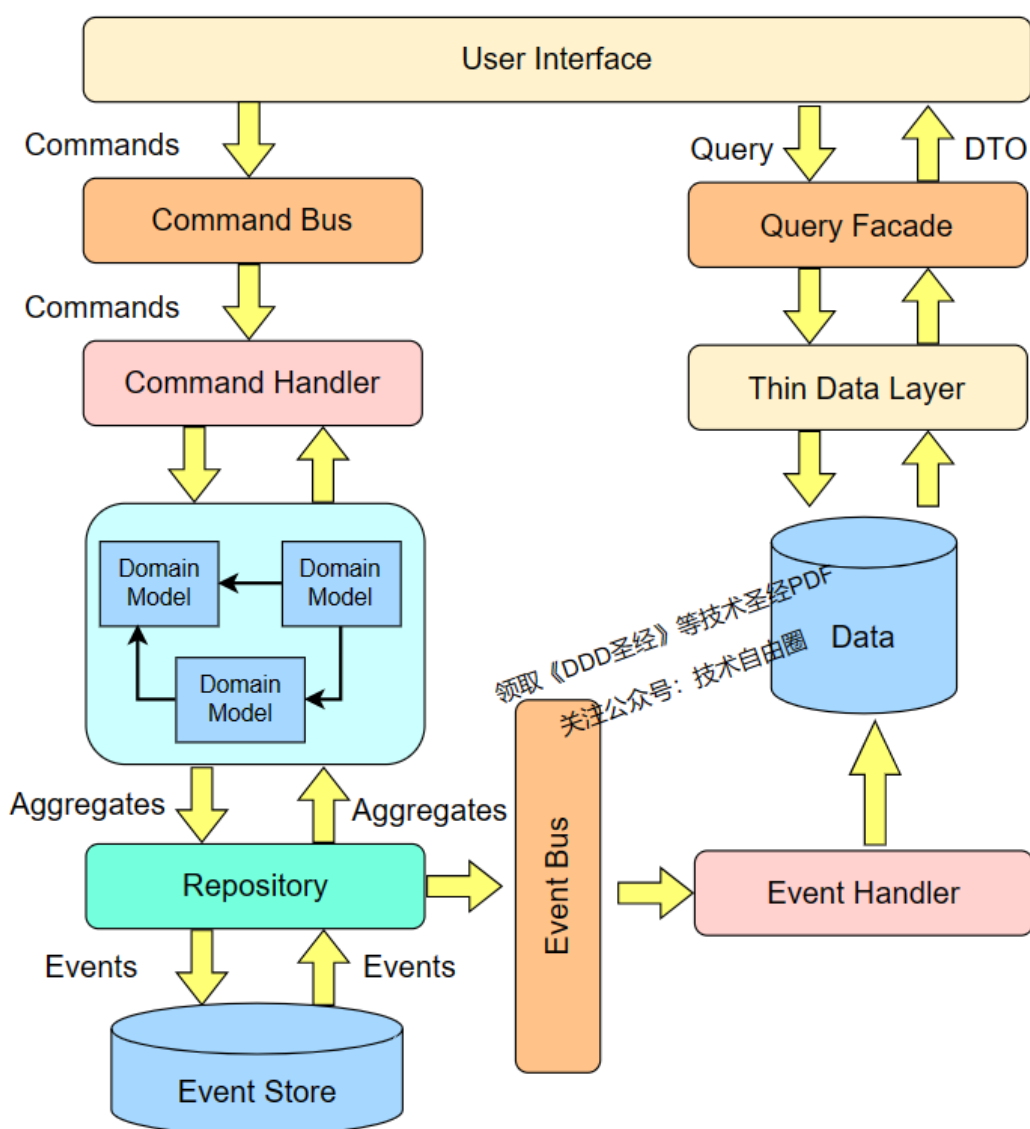 User Interface
Commands
Query
DTO
Command Bus
Query Facade
Commands
Command Handler
Thin Data Layer
Domain
Model
Domain
Model
Domain
Model
领取《DDD圣经》等技术圣经PDF
关注公众号：技术自由圈
Data
Aggregates
Aggregates
Repository
Event Bus
Event Handler
Events
Events
Event Store